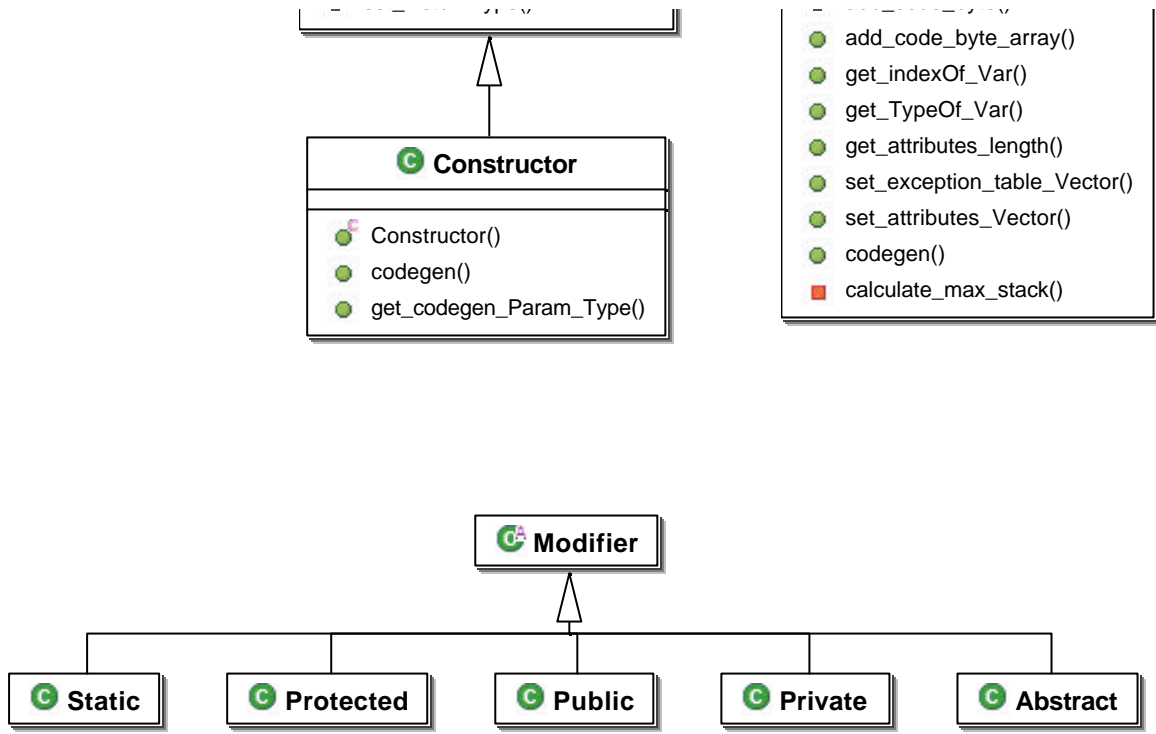 add_code_byte_array()
get_indexOf_Var()
get_TypeOf_Var()
get_attributes_length()
set_exception_table_Vector()
set_attributes_Vector()
codegen()
calculate_max_stack()
C Constructor
C Constructor()
codegen()
get_codegen_Param_Type()
C A Modifier
C Static
C Protected
C Public
C Private
C Abstract